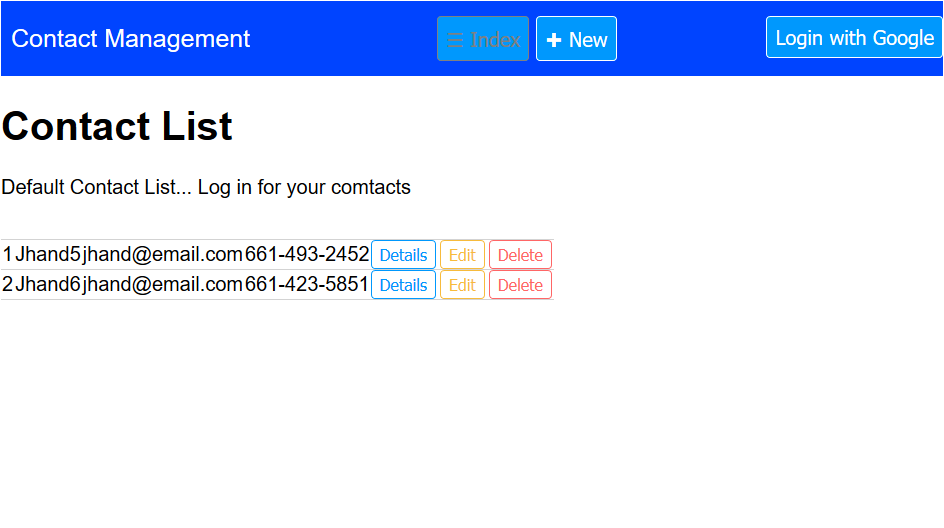 Contact Management ☰ Index + New Login with Google
Contact List
Default Contact List... Log in for your comtacts
1 Jhand5 jhand@email.com 661-493-2452 Details Edit Delete
2 Jhand6 jhand@email.com 661-423-5851 Details Edit Delete